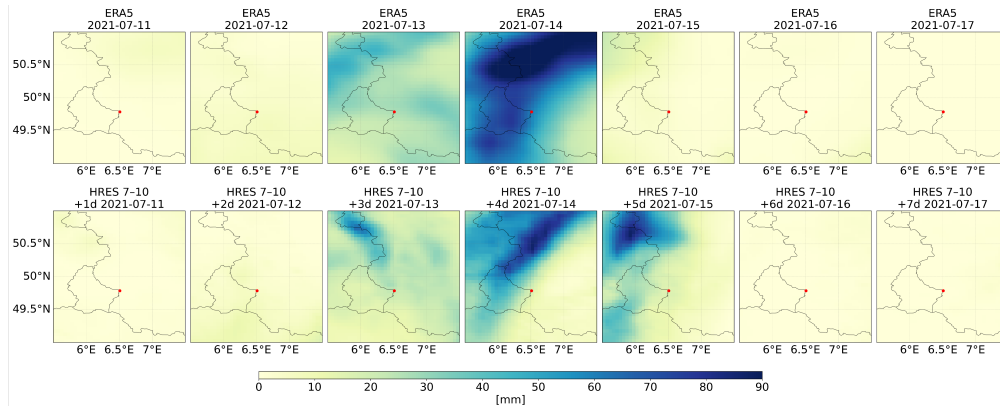 ERA5
2021-07-11
ERA5
2021-07-12
ERA5
2021-07-13
ERA5
2021-07-14
ERA5
2021-07-15
ERA5
2021-07-16
ERA5
2021-07-17
50.5°N
50°N
49.5°N
6°E 6.5°E 7°E
6°E 6.5°E 7°E
6°E 6.5°E 7°E
6°E 6.5°E 7°E
6°E 6.5°E 7°E
6°E 6.5°E 7°E
6°E 6.5°E 7°E
HRES 7-10
+1d 2021-07-11
HRES 7-10
+2d 2021-07-12
HRES 7-10
+3d 2021-07-13
HRES 7-10
+4d 2021-07-14
HRES 7-10
+5d 2021-07-15
HRES 7-10
+6d 2021-07-16
HRES 7-10
+7d 2021-07-17
50.5°N
50°N
49.5°N
6°E 6.5°E 7°E
6°E 6.5°E 7°E
6°E 6.5°E 7°E
6°E 6.5°E 7°E
6°E 6.5°E 7°E
6°E 6.5°E 7°E
6°E 6.5°E 7°E
0 10 20 30 40 50 60 70 80 90
[mm]